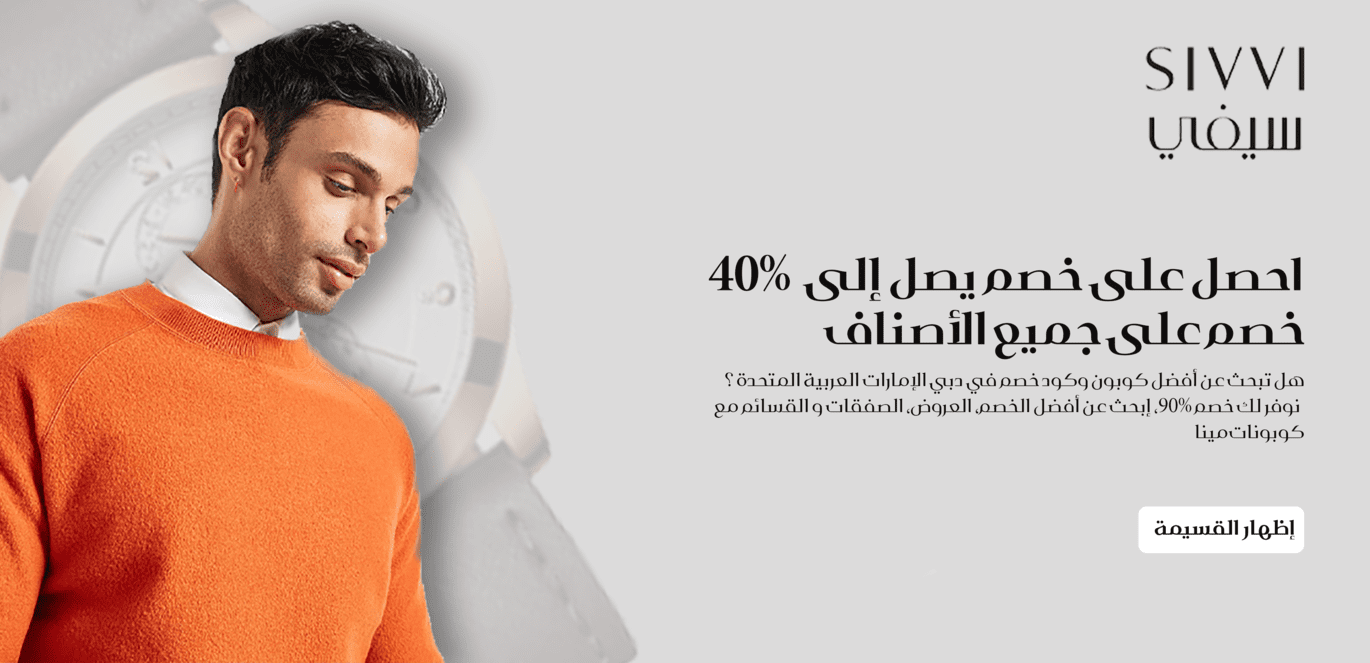 SIVVI
سيفي
احصل على خصم يصل إلى 40%
خصم على جميع الأصناف
هل تبحث عن أفضل كوبون وكود خصم في دبي الإمارات العربية المتحدة ؟
نوفر لك خصم 90%، إبحث عن أفضل الخصم، العروض، الصفقات و القسائم مع
كوبونات مينا
إظهار القسيمة